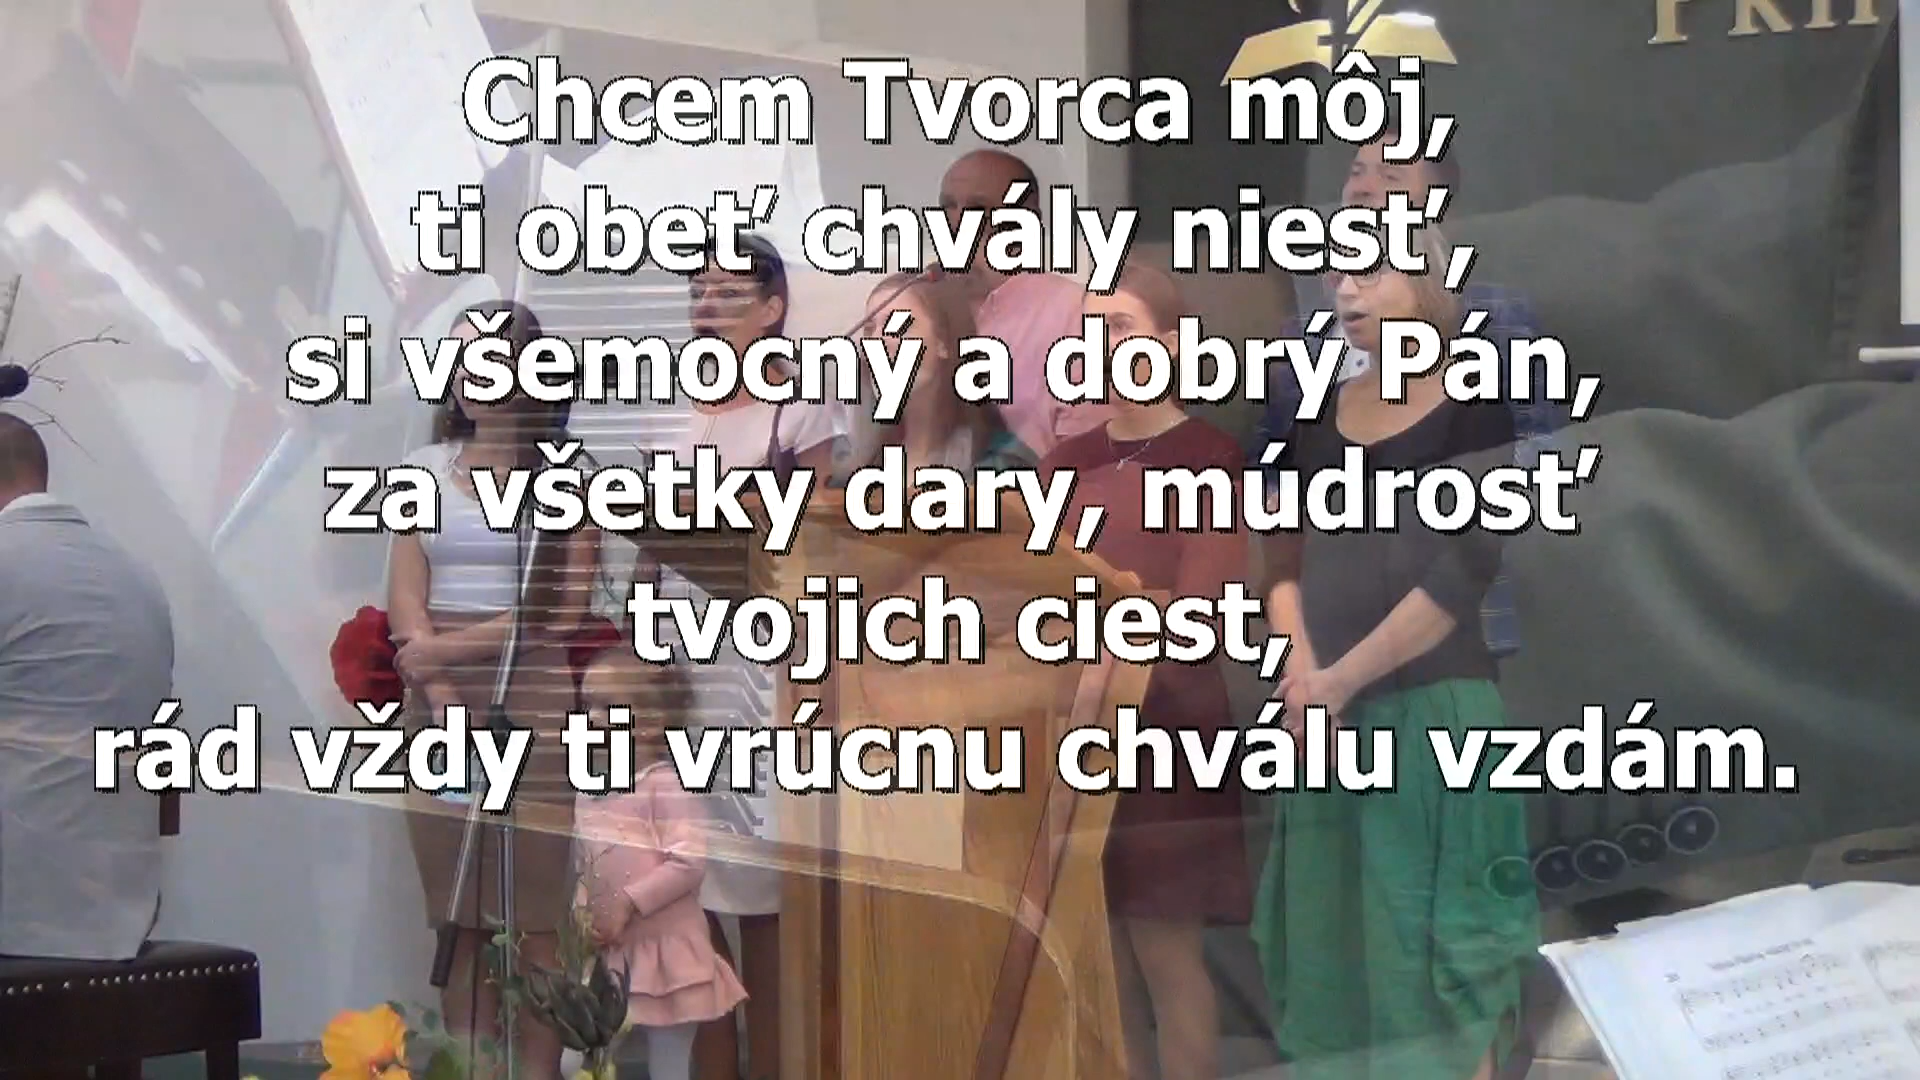 Chcem Tvorca môj,
ti obeť chvály niesť,
si všemocný a dobrý Pán,
za všetky dary, múdrosť
tvojich ciest,
rád vždy ti vrúcnu chválu vzdám.